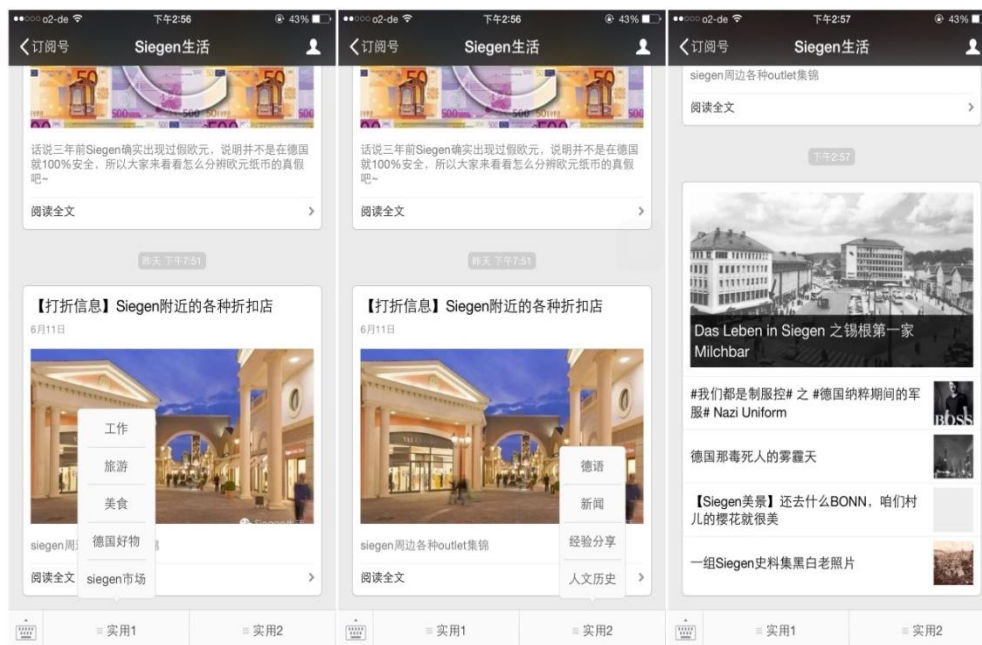 o2-de 下午2:56 43%
订阅号 Siegen生活
话说三年前Siegen确实出现过假欧元，说明并不是在德国
就100%安全，所以大家来看看怎么分辨欧元纸币的真假
吧~
阅读全文
昨天 下午7:51
【打折信息】Siegen附近的各种折扣店
6月11日
工作
旅游
美食
德国好物
siegen市场
siegen周
阅读全文
实用1 实用2
o2-de 下午2:56 43%
订阅号 Siegen生活
话说三年前Siegen确实出现过假欧元，说明并不是在德国
就100%安全，所以大家来看看怎么分辨欧元纸币的真假
吧~
阅读全文
昨天 下午7:51
【打折信息】Siegen附近的各种折扣店
6月11日
德语
新闻
经验分享
人文历史
siegen周边各种outlet集锦
阅读全文
实用1 实用2
o2-de 下午2:57 43%
订阅号 Siegen生活
siegen周边各种outlet集锦
阅读全文
下午2:57
Das Leben in Siegen 之锡根第一家
Milchbar
#我们都是制服控# 之 #德国纳粹期间的军
服# Nazi Uniform
BOSS
德国那毒死人的雾霾天
【Siegen美景】还去什么BONN，咱们村
儿的樱花就很美
一组Siegen史料集黑白老照片
实用1 实用2